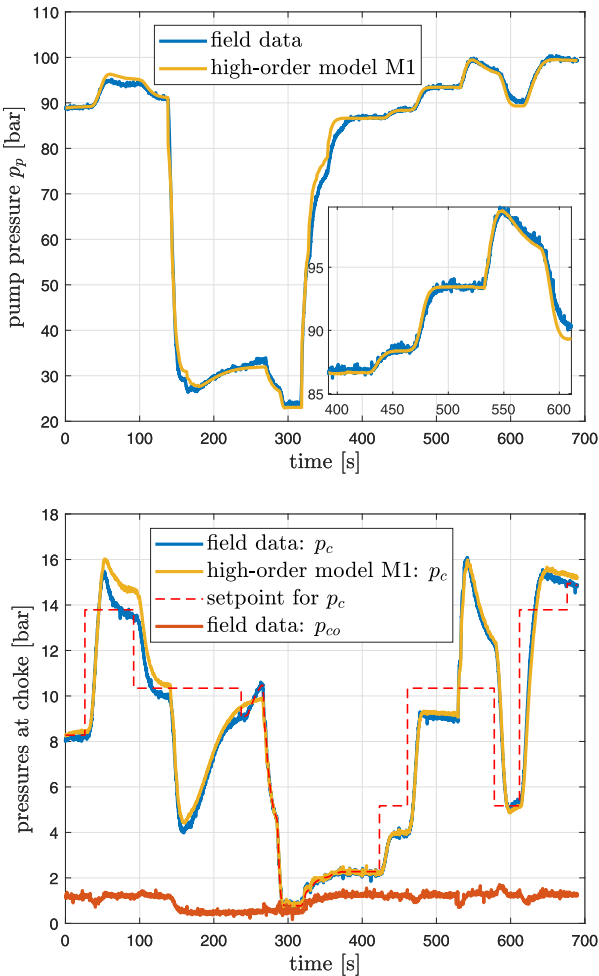 110
100
90
80
70
60
50
40
30
20
pump pressure p_p [bar]
field data
high-order model M1
95
90
85
400 450 500 550 600
0 100 200 300 400 500 600 700
time [s]
18
16
14
12
10
8
6
4
2
0
pressures at choke [bar]
field data: p_c
high-order model M1: p_c
setpoint for p_c
field data: p_co
0 100 200 300 400 500 600 700
time [s]